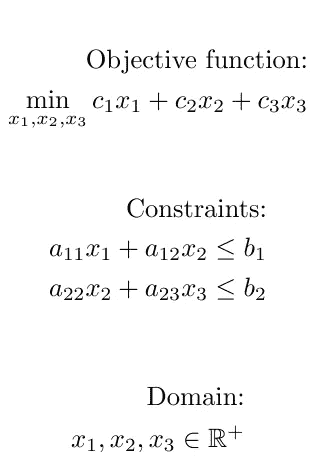 Objective function:
min c₁x₁ + c₂x₂ + c₃x₃
x₁,x₂,x₃
Constraints:
a₁₁x₁ + a₁₂x₂ ≤ b₁
a₂₂x₂ + a₂₃x₃ ≤ b₂
Domain:
x₁, x₂, x₃ ∈ ℝ⁺